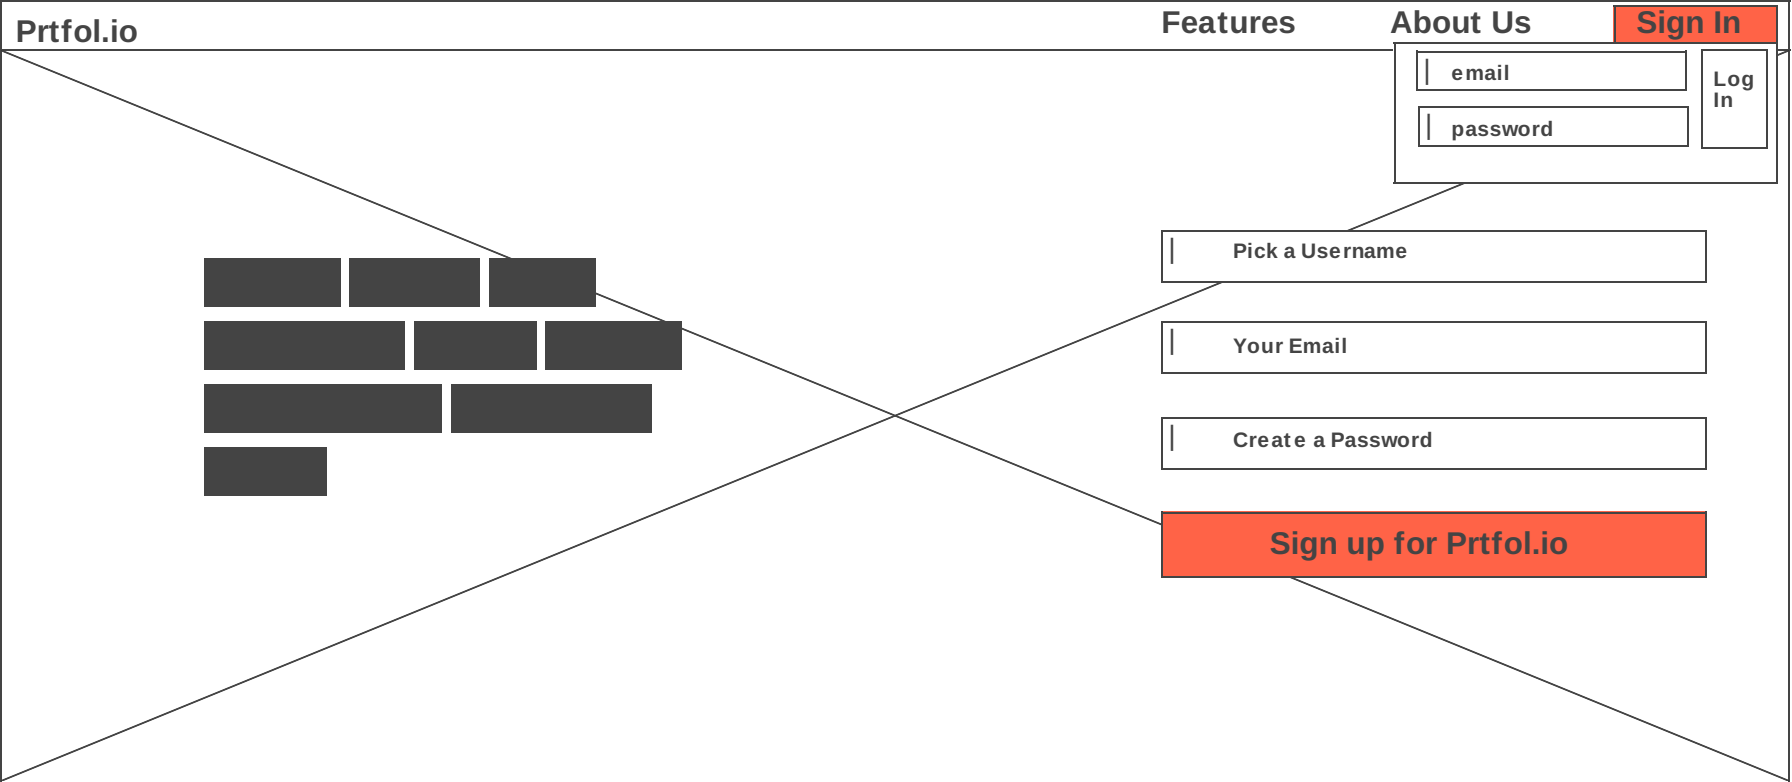 Prtfol.io
Features
About Us
Sign In
email
password
Log
In
Pick a Username
Your Email
Create a Password
Sign up for Prtfol.io